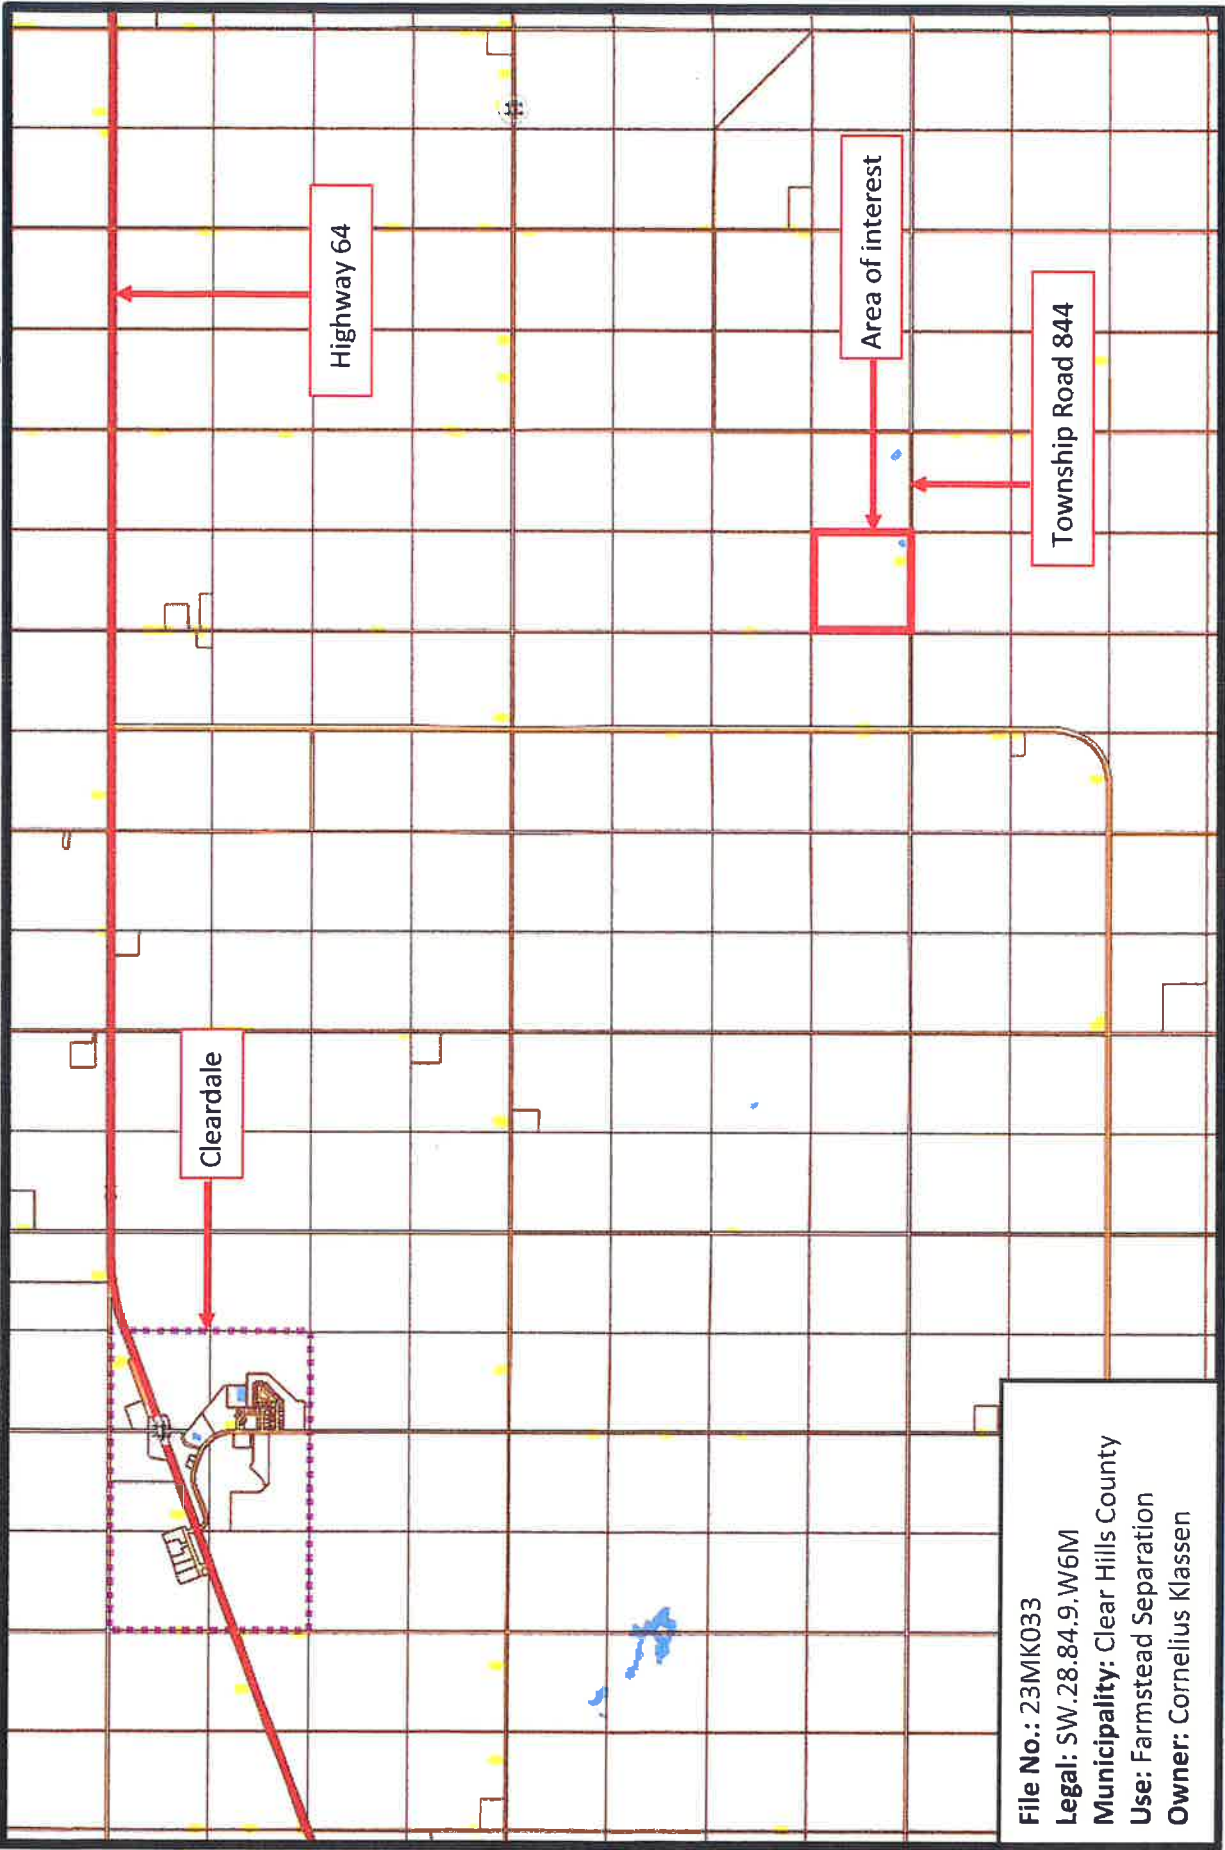 Highway 64
Area of interest
Township Road 844
Cleardale
File No.: 23MK033
Legal: SW.28.84.9.W6M
Municipality: Clear Hills County
Use: Farmstead Separation
Owner: Cornelius Klassen